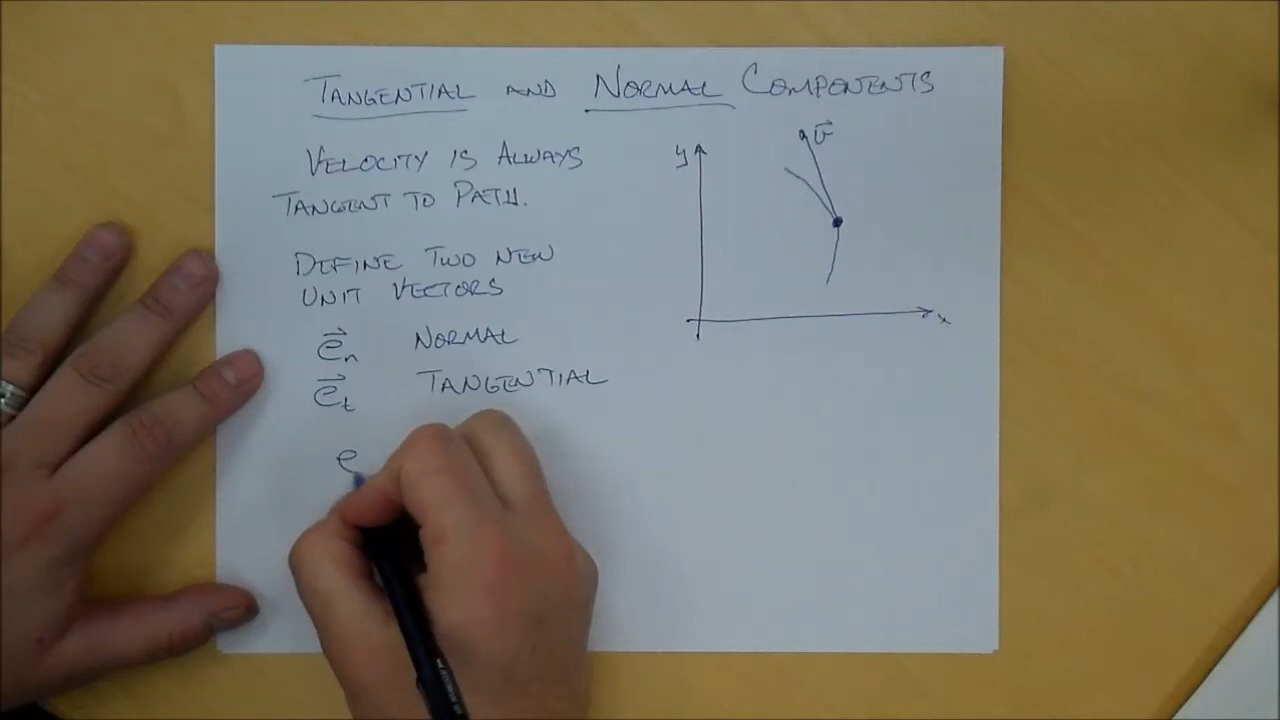 TANGENTIAL AND NORMAL COMPONENTS
VELOCITY IS ALWAYS
TANGENT TO PATH.
DEFINE TWO NEW
UNIT VECTORS
e⃗ₙ NORMAL
e⃗ₜ TANGENTIAL
e
y
v⃗
x